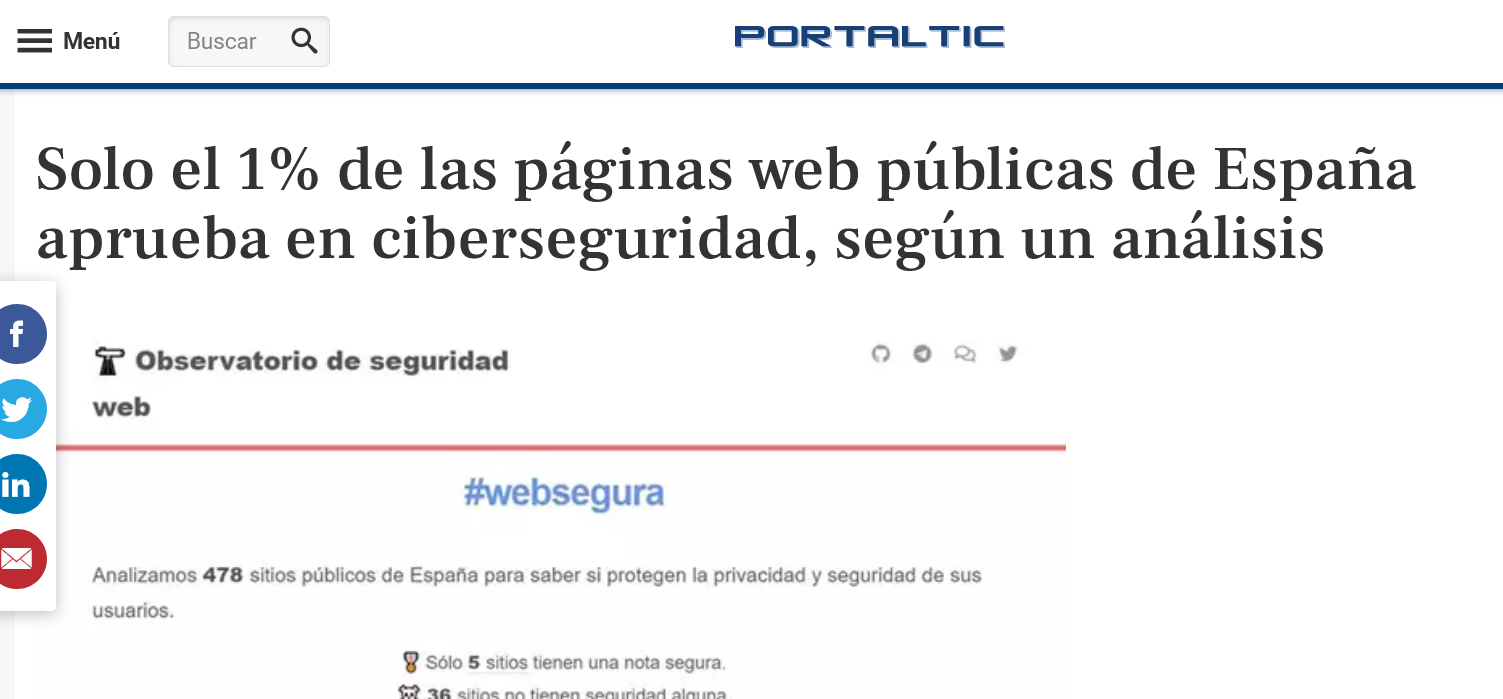 Menú
Buscar
PORTALTIC
Solo el 1% de las páginas web públicas de España
aprueba en ciberseguridad, según un análisis
Observatorio de seguridad
web
#websegura
Analizamos 478 sitios públicos de España para saber si protegen la privacidad y seguridad de sus
usuarios.
Sólo 5 sitios tienen una nota segura.
36 sitios no tienen seguridad alguna